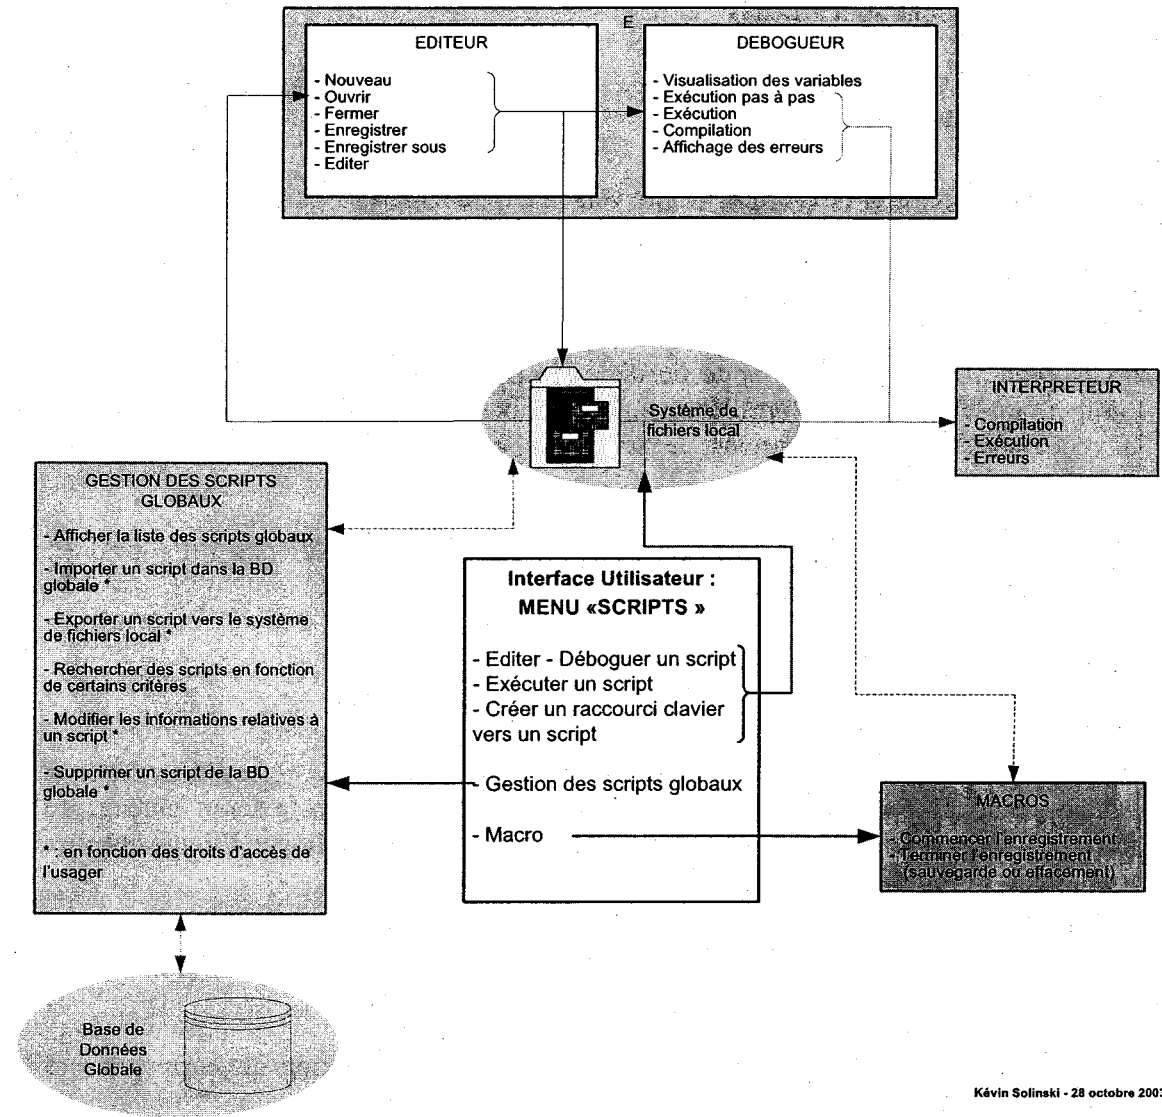 E
EDITEUR
- Nouveau
- Ouvrir
- Fermer
- Enregistrer
- Enregistrer sous
- Editer
DEBOGUEUR
- Visualisation des variables
- Exécution pas à pas
- Exécution
- Compilation
- Affichage des erreurs
Système de
fichiers local
INTERPRETEUR
- Compilation
- Exécution
- Erreurs
GESTION DES SCRIPTS
GLOBAUX
- Afficher la liste des scripts globaux
- Importer un script dans la BD
globale *
- Exporter un script vers le système
de fichiers local *
- Rechercher des scripts en fonction
de certains critères
- Modifier les informations relatives à
un script *
- Supprimer un script de la BD
globale *
* : en fonction des droits d'accès de
l'usager
Interface Utilisateur :
MENU «SCRIPTS »
- Editer - Déboguer un script
- Exécuter un script
- Créer un raccourci clavier
vers un script
- Gestion des scripts globaux
- Macro
MACROS
- Commencer l'enregistrement
- Terminer l'enregistrement
(sauvegarde ou effacement)
Base de
Données
Globale
Kévin Solinski - 28 octobre 2003